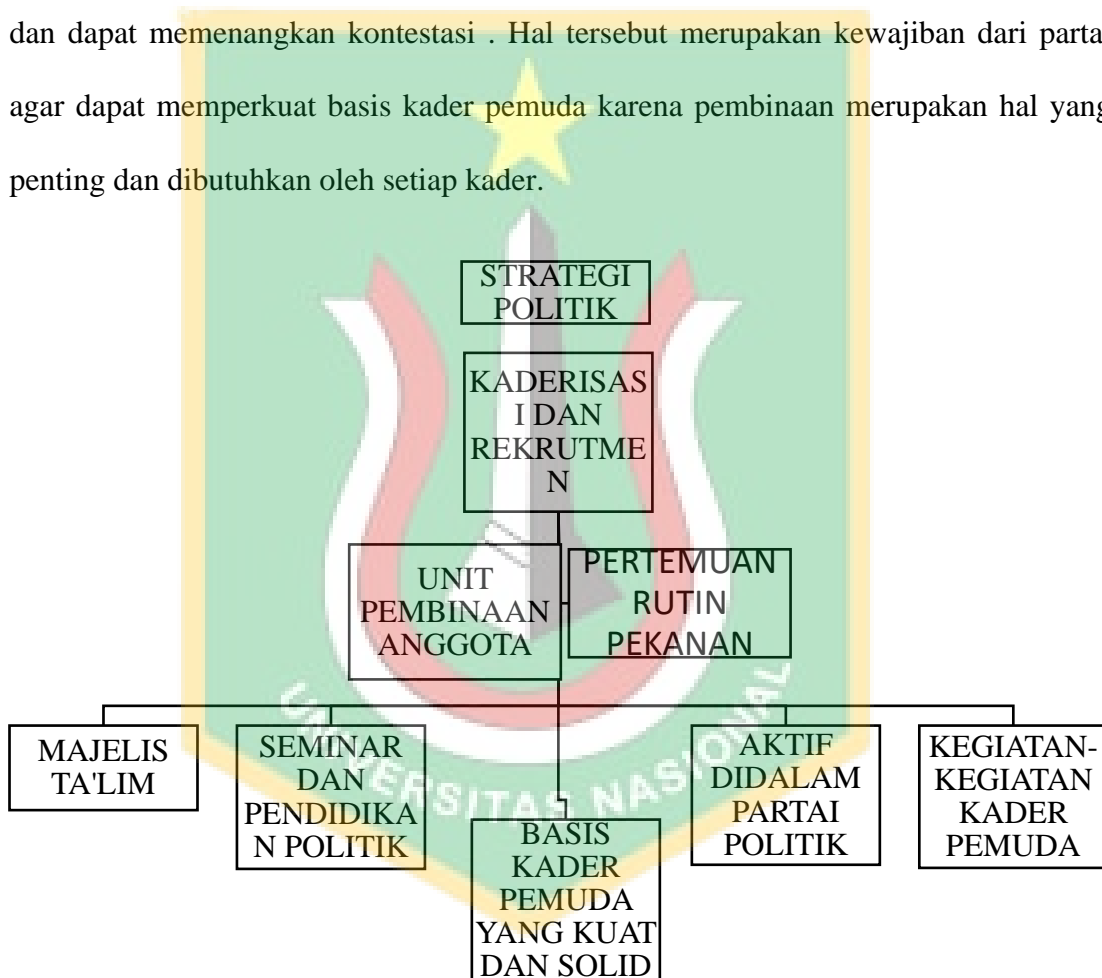 dan dapat memenangkan kontestasi . Hal tersebut merupakan kewajiban dari partai
agar dapat memperkuat basis kader pemuda karena pembinaan merupakan hal yang
penting dan dibutuhkan oleh setiap kader.
STRATEGI
POLITIK
KADERISAS
I DAN
REKRUTME
N
UNIT
PEMBINAAN
ANGGOTA
PERTEMUAN
RUTIN
PEKANAN
MAJELIS
TA'LIM
SEMINAR
DAN
PENDIDIKA
N POLITIK
BASIS
KADER
PEMUDA
YANG KUAT
DAN SOLID
AKTIF
DIDALAM
PARTAI
POLITIK
KEGIATAN-
KEGIATAN
KADER
PEMUDA
UNIVERSITAS NASIONAL